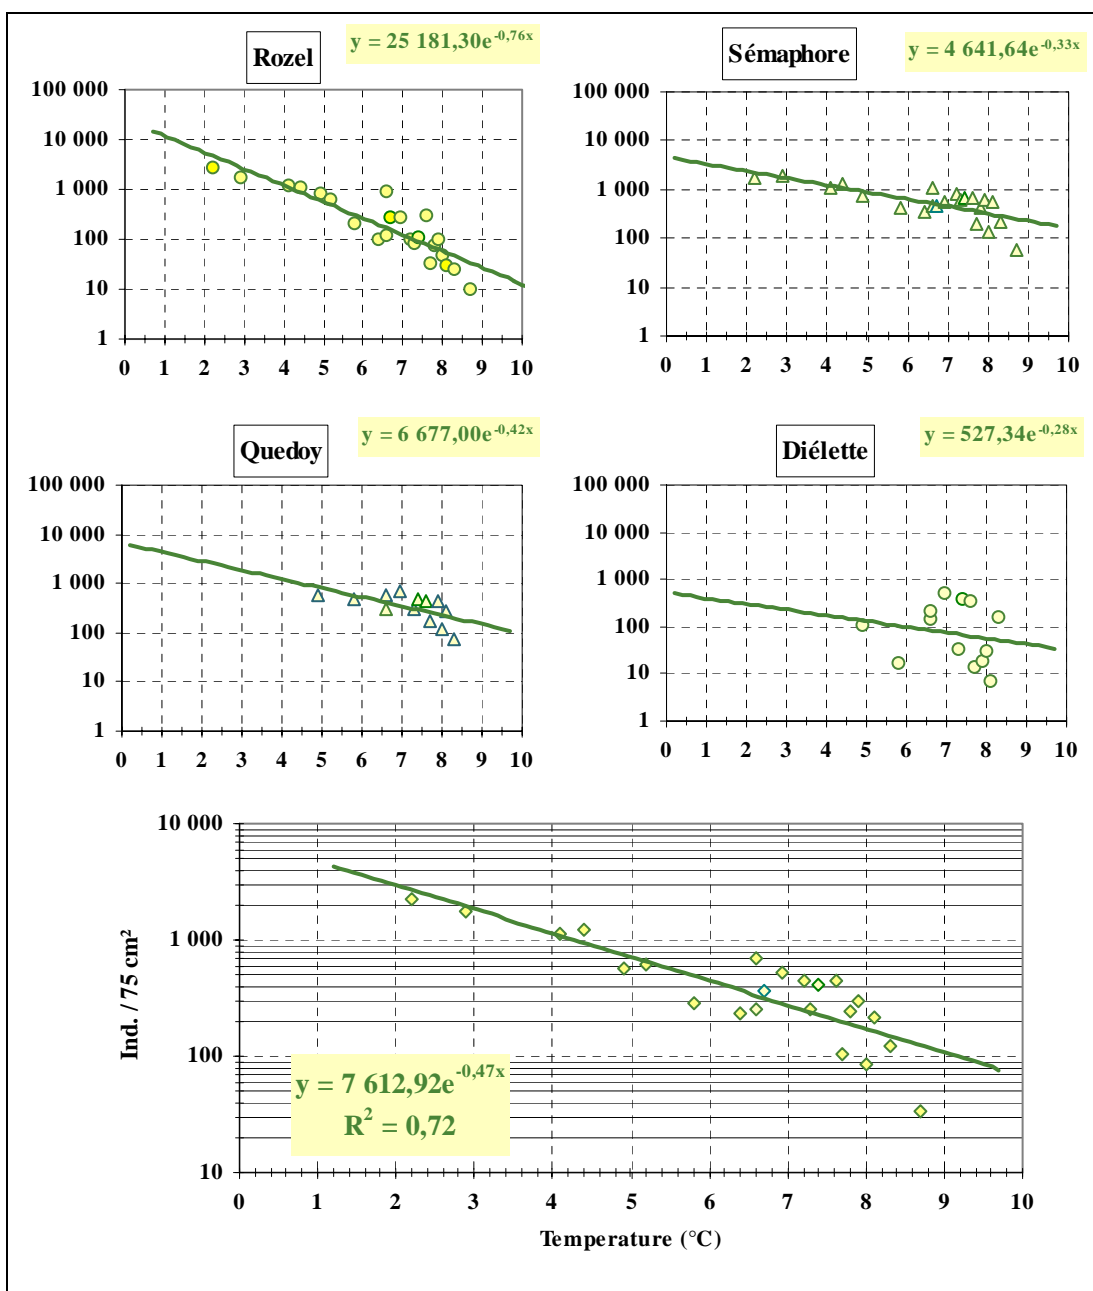 Rozel
y = 25 181,30e^-0,76x
100 000
10 000
1 000
100
10
1
0 1 2 3 4 5 6 7 8 9 10
Sémaphore
y = 4 641,64e^-0,33x
100 000
10 000
1 000
100
10
1
0 1 2 3 4 5 6 7 8 9 10
Quedoy
y = 6 677,00e^-0,42x
100 000
10 000
1 000
100
10
1
0 1 2 3 4 5 6 7 8 9 10
Diélette
y = 527,34e^-0,28x
100 000
10 000
1 000
100
10
1
0 1 2 3 4 5 6 7 8 9 10
Ind. / 75 cm²
10 000
1 000
100
10
y = 7 612,92e^-0,47x
R² = 0,72
0 1 2 3 4 5 6 7 8 9 10
Temperature (°C)